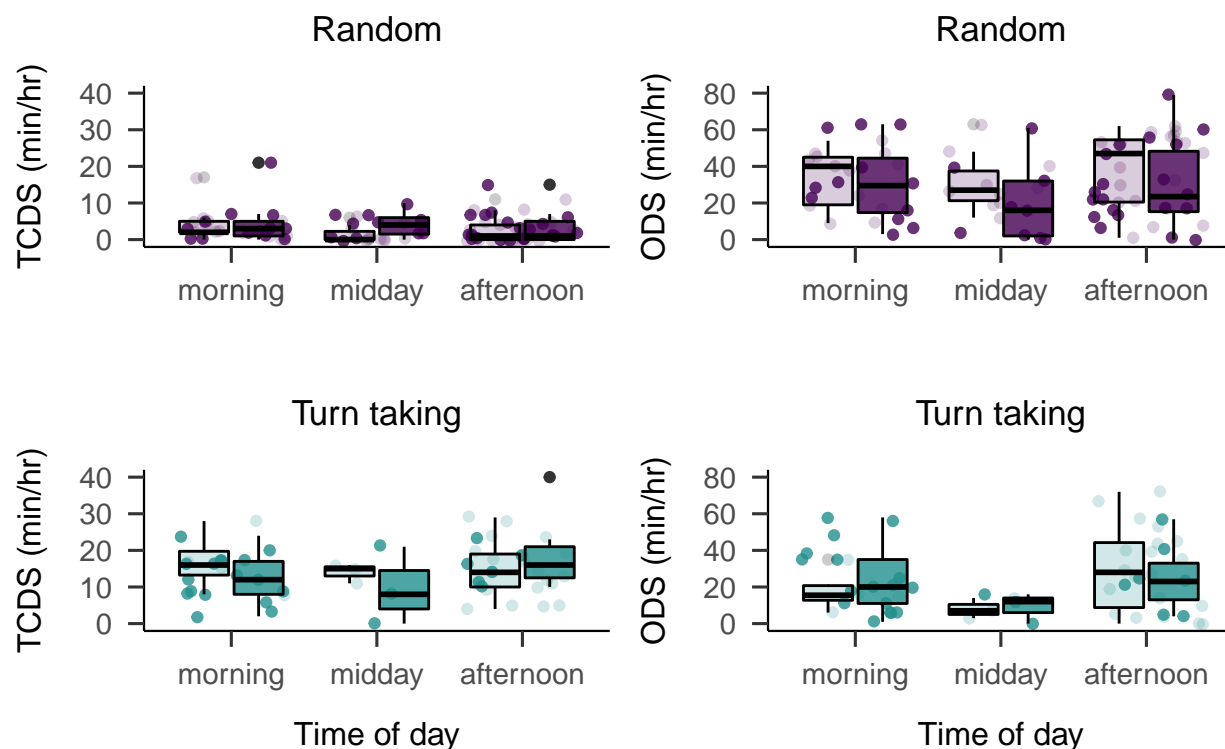 Random
TCDS (min/hr)
40
30
20
10
0
morning midday afternoon
Random
ODS (min/hr)
80
60
40
20
0
morning midday afternoon
Turn taking
TCDS (min/hr)
40
30
20
10
0
morning midday afternoon
Time of day
Turn taking
ODS (min/hr)
80
60
40
20
0
morning midday afternoon
Time of day